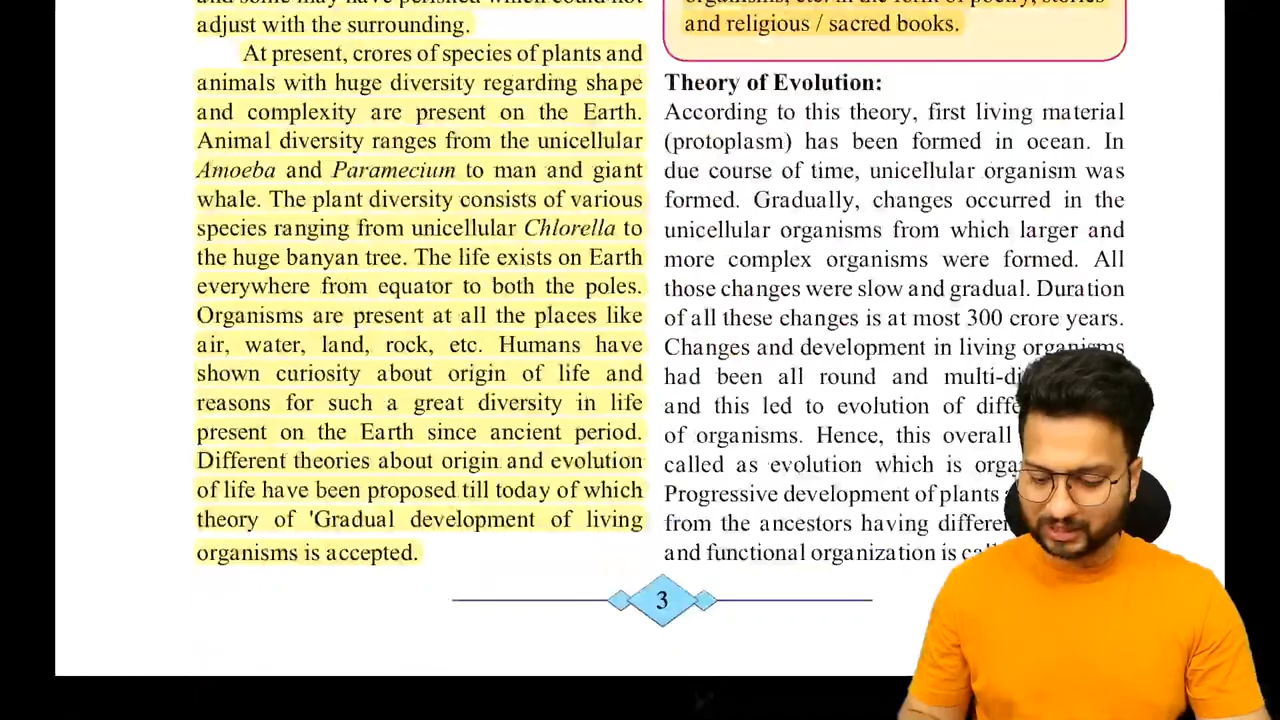 and some may have perished which could not
adjust with the surrounding.
At present, crores of species of plants and
animals with huge diversity regarding shape
and complexity are present on the Earth.
Animal diversity ranges from the unicellular
Amoeba and Paramecium to man and giant
whale. The plant diversity consists of various
species ranging from unicellular Chlorella to
the huge banyan tree. The life exists on Earth
everywhere from equator to both the poles.
Organisms are present at all the places like
air, water, land, rock, etc. Humans have
shown curiosity about origin of life and
reasons for such a great diversity in life
present on the Earth since ancient period.
Different theories about origin and evolution
of life have been proposed till today of which
theory of 'Gradual development of living
organisms is accepted.
organisms, etc. in the form of poetry, stories
and religious / sacred books.
Theory of Evolution:
According to this theory, first living material
(protoplasm) has been formed in ocean. In
due course of time, unicellular organism was
formed. Gradually, changes occurred in the
unicellular organisms from which larger and
more complex organisms were formed. All
those changes were slow and gradual. Duration
of all these changes is at most 300 crore years.
Changes and development in living organisms
had been all round and
and this led to evolution of
of organisms. Hence, this overall
called as evolution which is
Progressive development of plants
from the ancestors having
and functional organization is
3